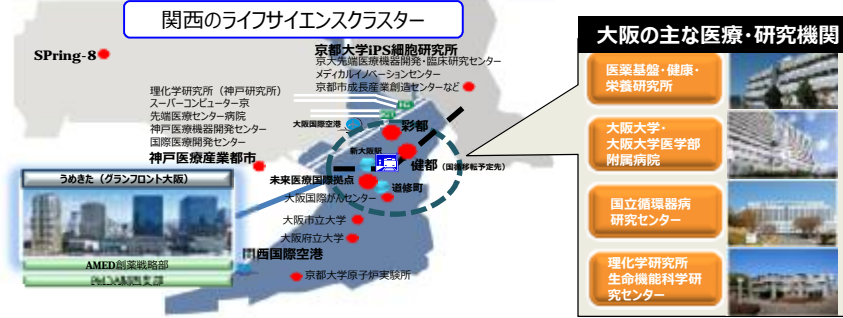 関西のライフサイエンスクラスター
SPring-8
京都大学iPS細胞研究所
京大先端医療機器開発・臨床研究センター
メディカルイノベーションセンター
京都市成長産業創造センターなど
理化学研究所（神戸研究所）
スーパーコンピューター京
先端医療センター病院
神戸医療機器開発センター
国際医療開発センター
神戸医療産業都市
大阪国際空港
彩都
新大阪駅
健都（国循移転予定先）
未来医療国際拠点
道修町
大阪国際がんセンター
大阪市立大学
大阪府立大学
関西国際空港
京都大学原子炉実験所
うめきた（グランフロント大阪）
AMED創薬戦略部
大阪の主な医療・研究機関
医薬基盤・健康・
栄養研究所
大阪大学・
大阪大学医学部
附属病院
国立循環器病
研究センター
理化学研究所
生命機能科学研
究センター